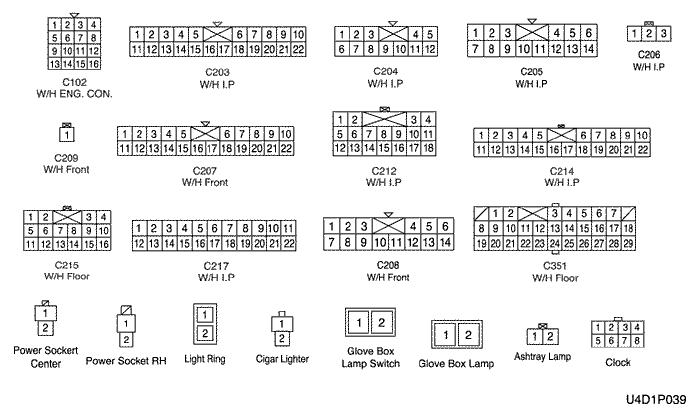 1 2 3 4
5 6 7 8
9 10 11 12
13 14 15 16
C102
W/H ENG. CON.
1 2 3 4 5 6 7 8 9 10
11 12 13 14 15 16 17 18 19 20 21 22
C203
W/H I.P
1 2 3 4 5
6 7 8 9 10 11 12
C204
W/H I.P
1 2 3 4 5 6
7 8 9 10 11 12 13 14
C205
W/H I.P
1 2 3
C206
W/H I.P
1
C209
W/H Front
1 2 3 4 5 6 7 8 9 10
11 12 13 14 15 16 17 18 19 20 21 22
C207
W/H Front
1 2 3 4
5 6 7 8 9 10 11
12 13 14 15 16 17 18
C212
W/H I.P
1 2 3 4 5 6 7 8 9 10
11 12 13 14 15 16 17 18 19 20 21 22
C214
W/H I.P
1 2 3 4
5 6 7 8 9 10
11 12 13 14 15 16
C215
W/H Floor
1 2 3 4 5 6 7 8 9 10 11
12 13 14 15 16 17 18 19 20 21 22
C217
W/H I.P
1 2 3 4 5 6
7 8 9 10 11 12 13 14
C208
W/H Front
1 2 3 4 5 6 7
8 9 10 11 12 13 14 15 16 17 18
19 20 21 22 23 24 25 26 27 28 29
C351
W/H Floor
1
2
Power Sockert
Center
1
2
Power Socket RH
1
2
Light Ring
1
2
Cigar Lighter
1 2
Glove Box
Lamp Switch
1 2
Glove Box Lamp
1 2
Ashtray Lamp
1 2 3 4
5 6 7 8
Clock
U4D1P039